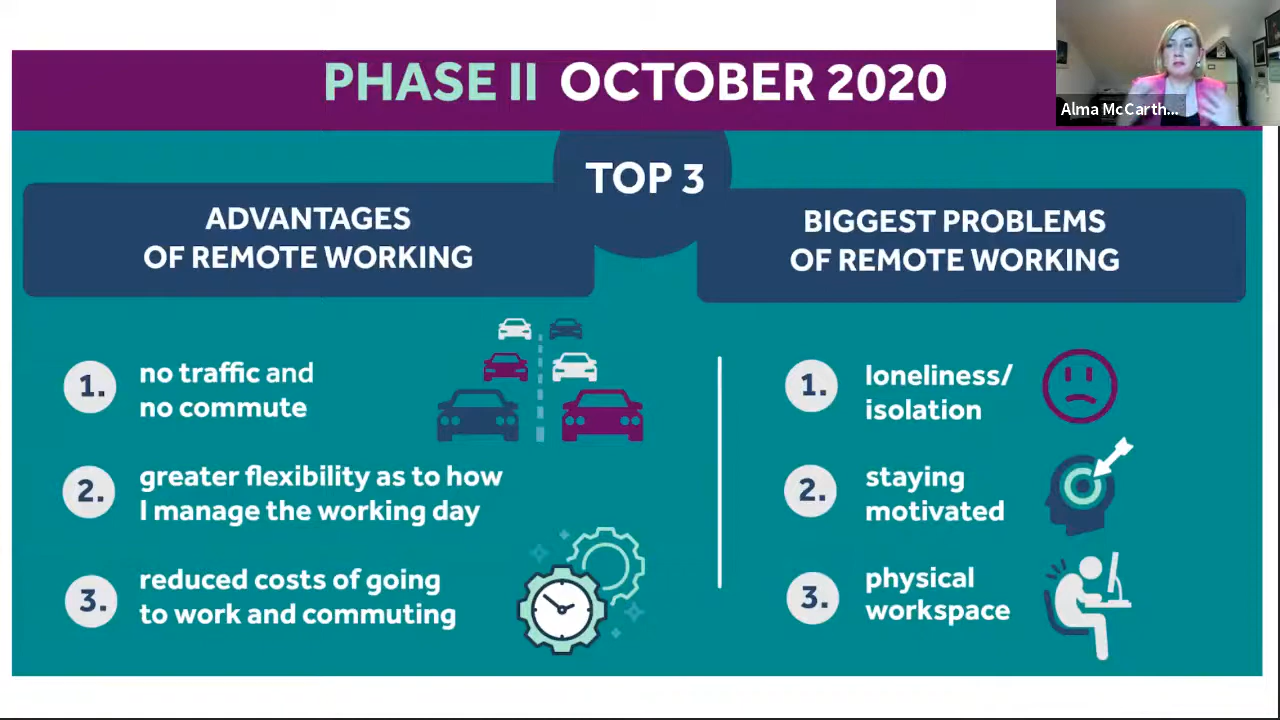 PHASE II OCTOBER 2020
Alma McCarth...
TOP 3
ADVANTAGES
OF REMOTE WORKING
1.
no traffic and
no commute
2.
greater flexibility as to how
I manage the working day
3.
reduced costs of going
to work and commuting
BIGGEST PROBLEMS
OF REMOTE WORKING
1.
loneliness/
isolation
2.
staying
motivated
3.
physical
workspace